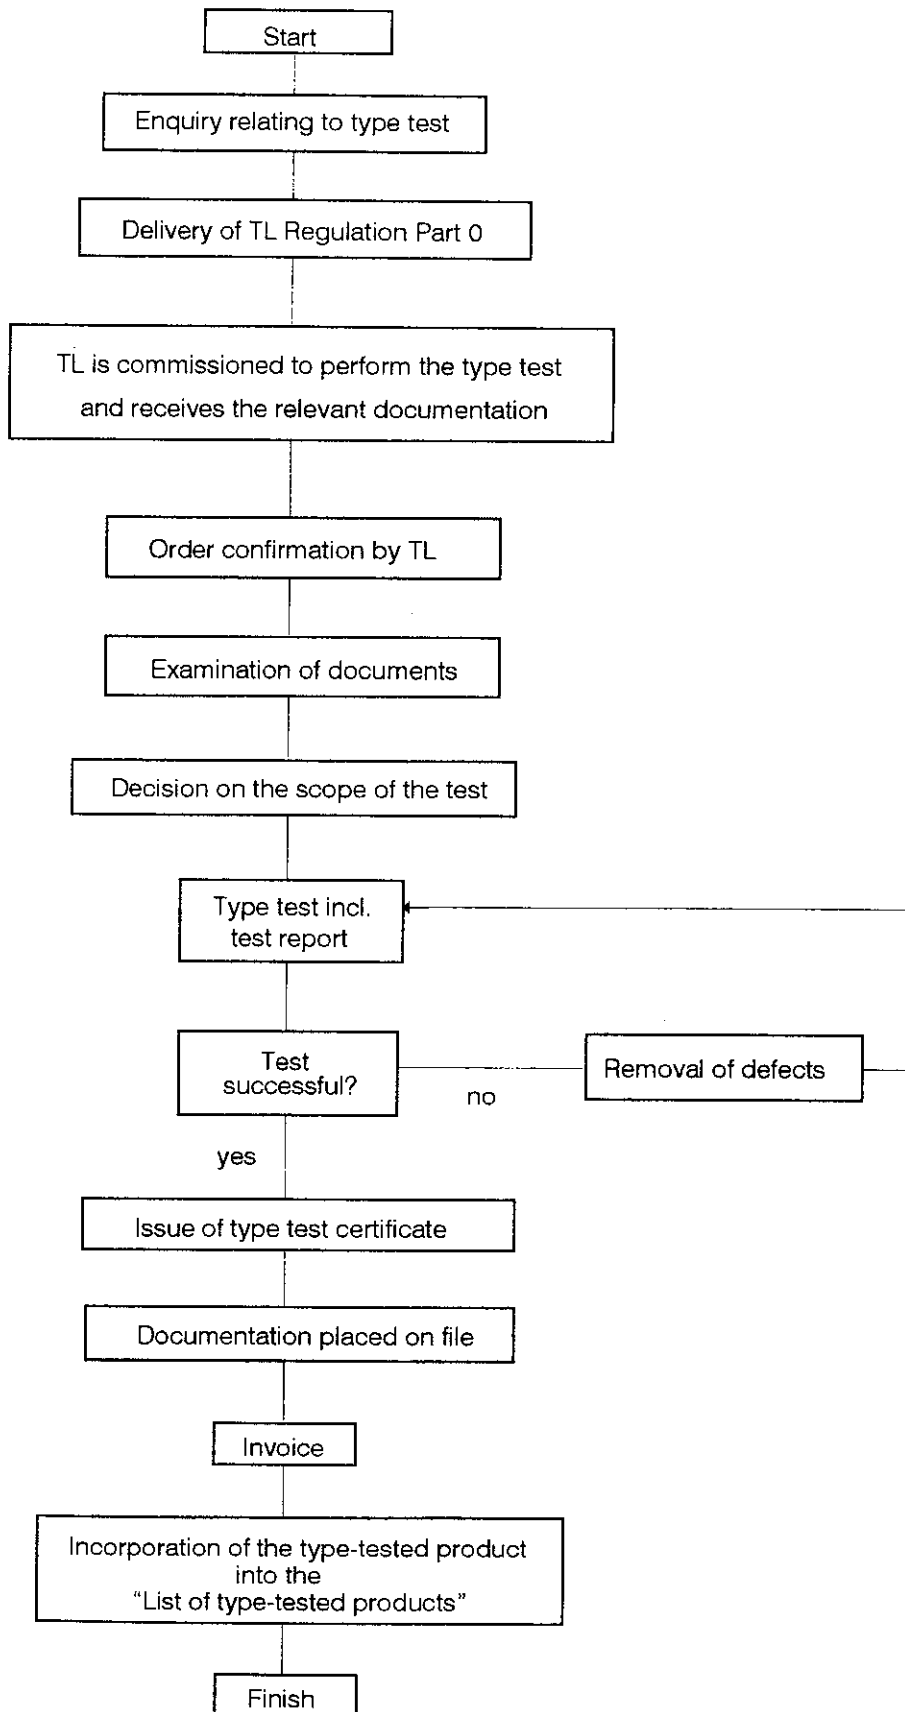 Start
Enquiry relating to type test
Delivery of TL Regulation Part 0
TL is commissioned to perform the type test
and receives the relevant documentation
Order confirmation by TL
Examination of documents
Decision on the scope of the test
Type test incl.
test report
Test
successful?
no
Removal of defects
yes
Issue of type test certificate
Documentation placed on file
Invoice
Incorporation of the type-tested product
into the
“List of type-tested products”
Finish